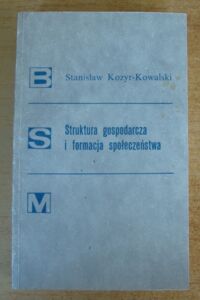 B
Stanisław Kozyr-Kowalski
S
Struktura gospodarcza
i formacja społeczeństwa
M